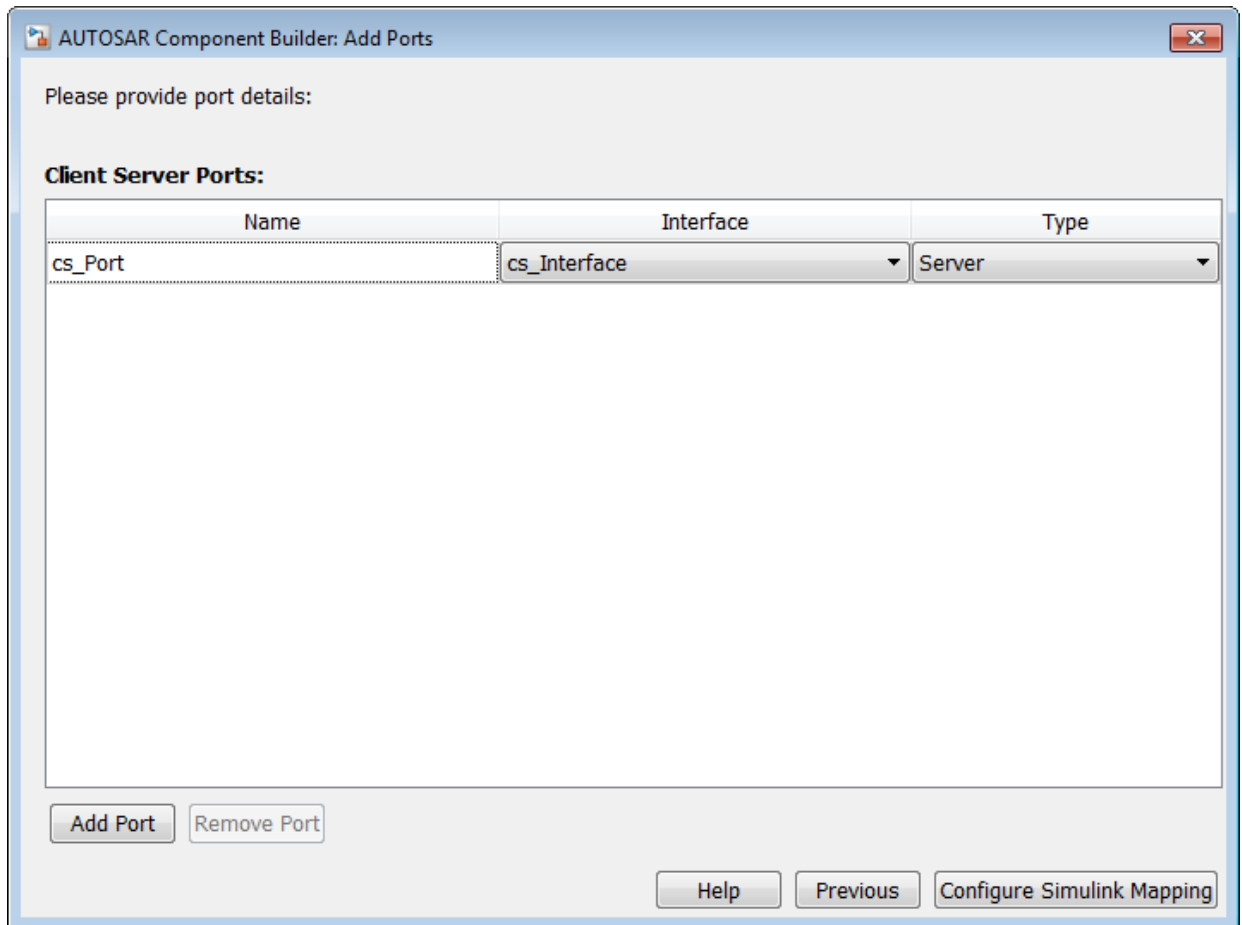 AUTOSAR Component Builder: Add Ports
Please provide port details:
Client Server Ports:
Name Interface Type
cs_Port cs_Interface Server
Add Port Remove Port
Help Previous Configure Simulink Mapping